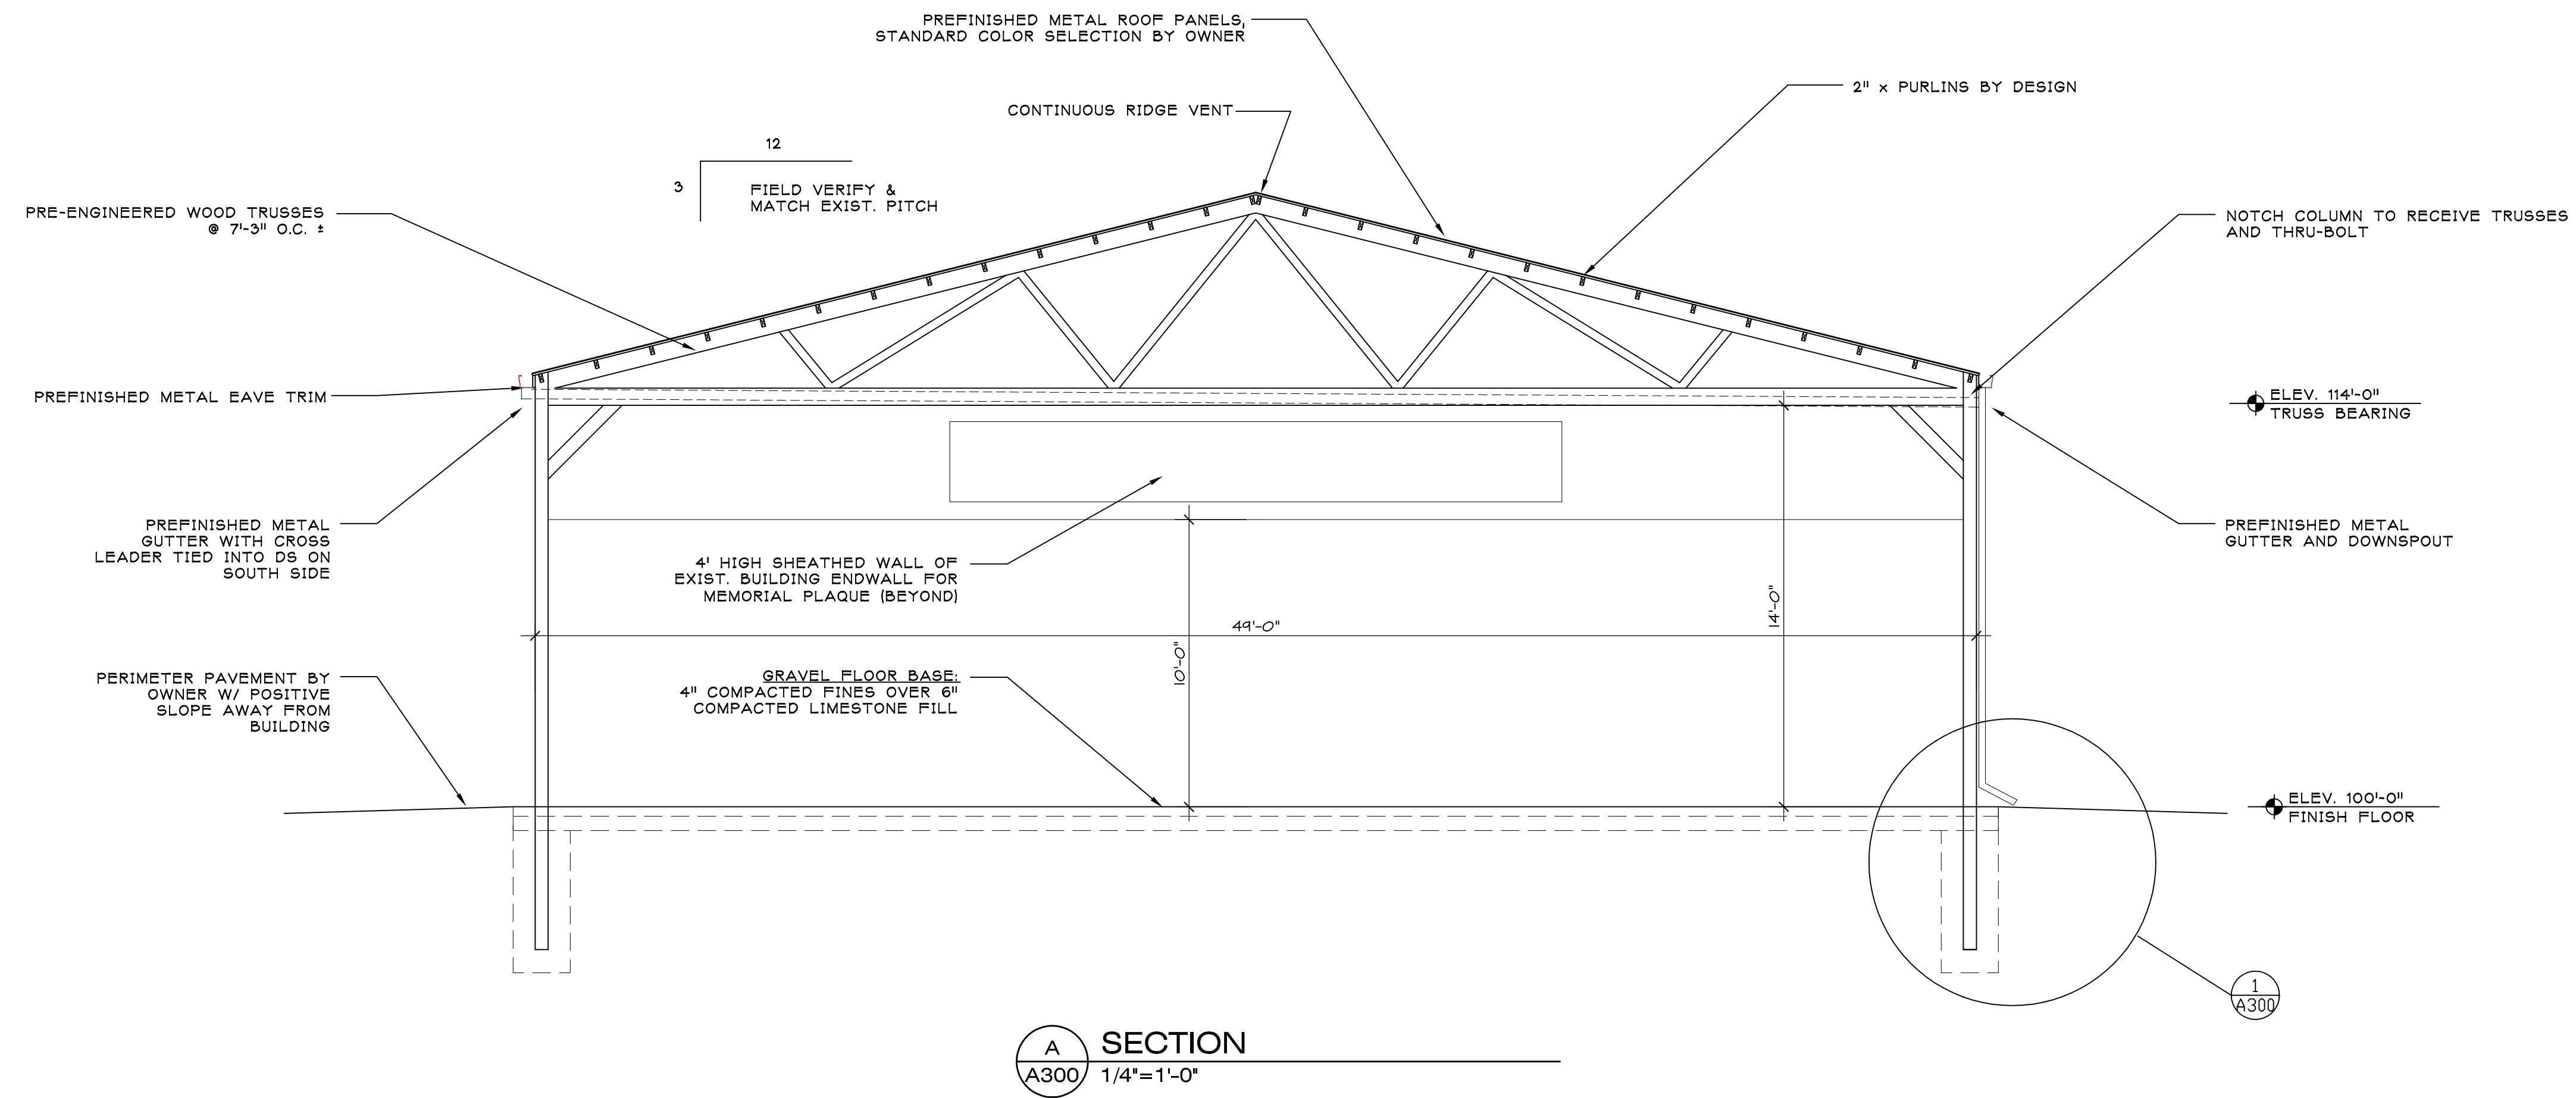 PREFINISHED METAL ROOF PANELS,
STANDARD COLOR SELECTION BY OWNER
2" x PURLINS BY DESIGN
CONTINUOUS RIDGE VENT
12
3
FIELD VERIFY &
MATCH EXIST. PITCH
PRE-ENGINEERED WOOD TRUSSES
@ 7'-3" O.C. ±
NOTCH COLUMN TO RECEIVE TRUSSES
AND THRU-BOLT
PREFINISHED METAL EAVE TRIM
ELEV. 114'-0"
TRUSS BEARING
PREFINISHED METAL
GUTTER WITH CROSS
LEADER TIED INTO DS ON
SOUTH SIDE
PREFINISHED METAL
GUTTER AND DOWNSPOUT
4' HIGH SHEATHED WALL OF
EXIST. BUILDING ENDWALL FOR
MEMORIAL PLAQUE (BEYOND)
14'-0"
49'-0"
10'-0"
PERIMETER PAVEMENT BY
OWNER W/ POSITIVE
SLOPE AWAY FROM
BUILDING
GRAVEL FLOOR BASE:
4" COMPACTED FINES OVER 6"
COMPACTED LIMESTONE FILL
ELEV. 100'-0"
FINISH FLOOR
1
A300
A
A300
SECTION
1/4"=1'-0"